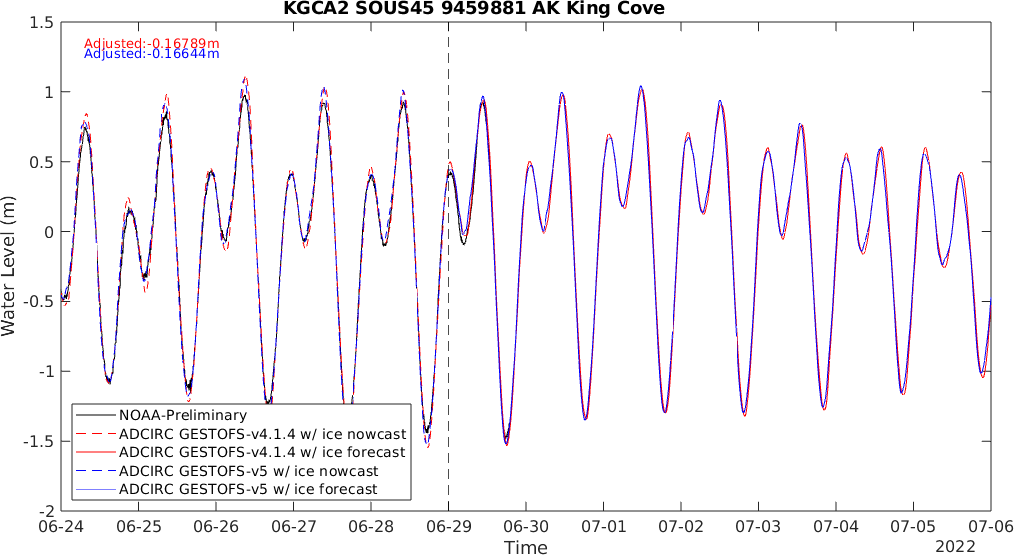 KGCA2 SOUS45 9459881 AK King Cove
Adjusted:-0.16789m
Adjusted:-0.16644m
Water Level (m)
1.5
1
0.5
0
-0.5
-1
-1.5
-2
NOAA-Preliminary
ADCIRC GESTOFS-v4.1.4 w/ ice nowcast
ADCIRC GESTOFS-v4.1.4 w/ ice forecast
ADCIRC GESTOFS-v5 w/ ice nowcast
ADCIRC GESTOFS-v5 w/ ice forecast
06-24 06-25 06-26 06-27 06-28 06-29 06-30 07-01 07-02 07-03 07-04 07-05 07-06
Time
2022